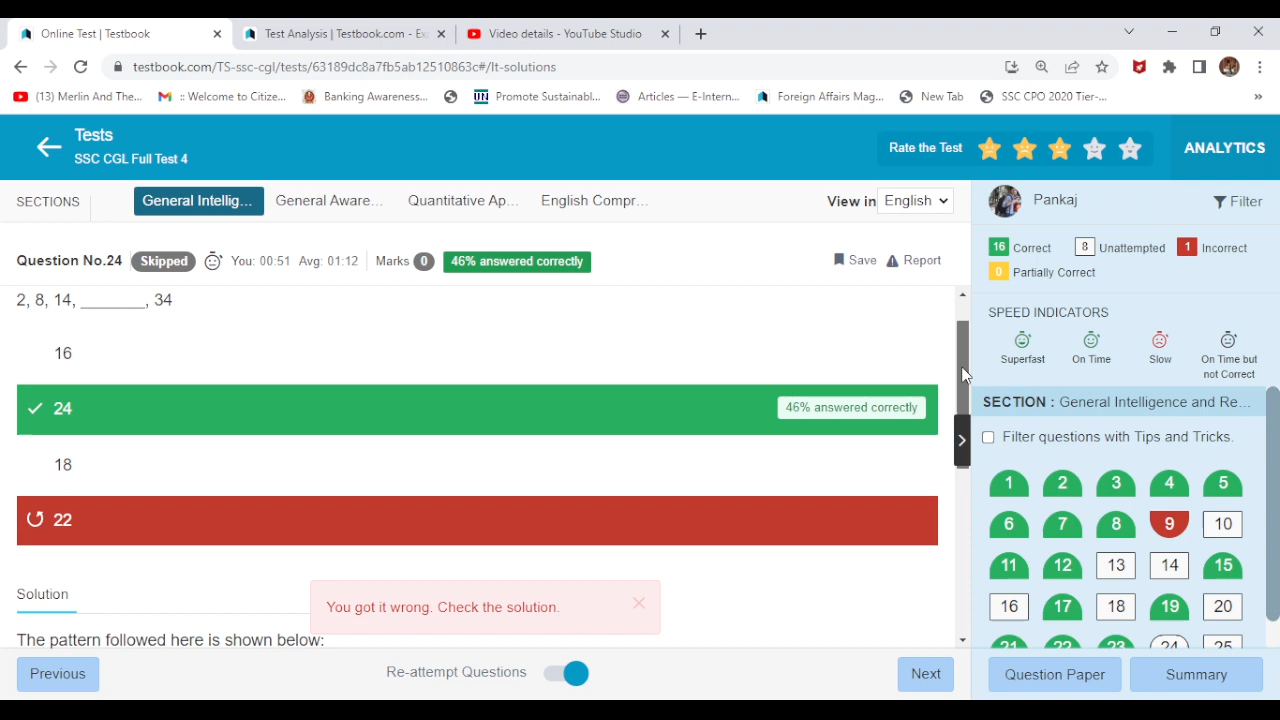 Online Test | Testbook
Test Analysis | Testbook.com - Ex
Video details - YouTube Studio
testbook.com/TS-ssc-cgl/tests/63189dc8a7fb5ab12510863c#/lt-solutions
(13) Merlin And The...
:: Welcome to Citize...
Banking Awareness...
Promote Sustainabl...
Articles — E-Intern...
Foreign Affairs Mag...
New Tab
SSC CPO 2020 Tier-...
»
Tests
SSC CGL Full Test 4
Rate the Test
ANALYTICS
SECTIONS
General Intellig...
General Aware...
Quantitative Ap...
English Compr...
View in English
Pankaj
Filter
Question No.24 Skipped You: 00:51 Avg: 01:12 Marks 0 46% answered correctly
Save Report
16 Correct 8 Unattempted 1 Incorrect
0 Partially Correct
2, 8, 14, ________, 34
16
24
46% answered correctly
18
22
Solution
You got it wrong. Check the solution.
The pattern followed here is shown below:
SPEED INDICATORS
Superfast On Time Slow On Time but
not Correct
SECTION : General Intelligence and Re...
Filter questions with Tips and Tricks.
1 2 3 4 5
6 7 8 9 10
11 12 13 14 15
16 17 18 19 20
21 22 23 24 25
Previous
Re-attempt Questions
Next
Question Paper
Summary